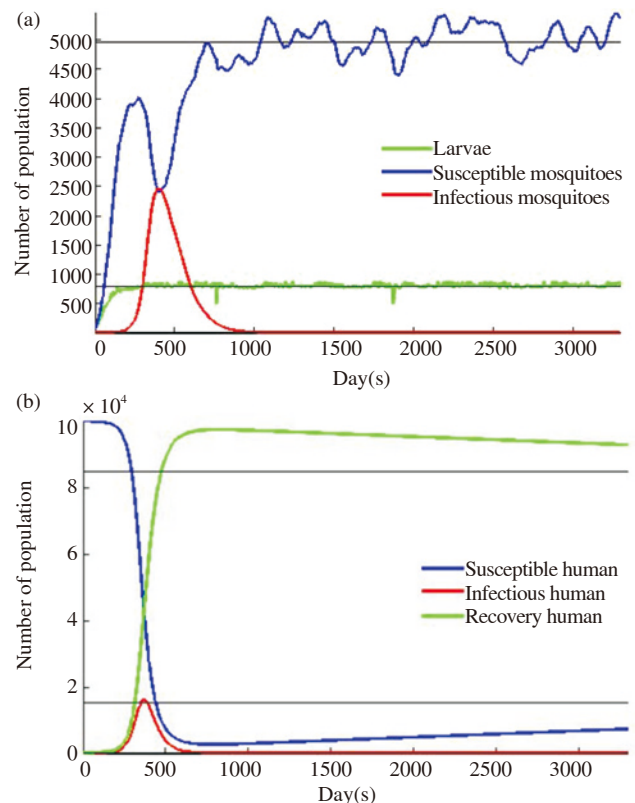 (a)
5000
4500
4000
3500
3000
2500
2000
1500
1000
800
500
Number of population
Larvae
Susceptible mosquitoes
Infectious mosquitoes
0 500 1000 1500 2000 2500 3000
Day(s)
(b)
× 10⁴
10
8
6
4
2
0
Number of population
Susceptible human
Infectious human
Recovery human
0 500 1000 1500 2000 2500 3000
Day(s)